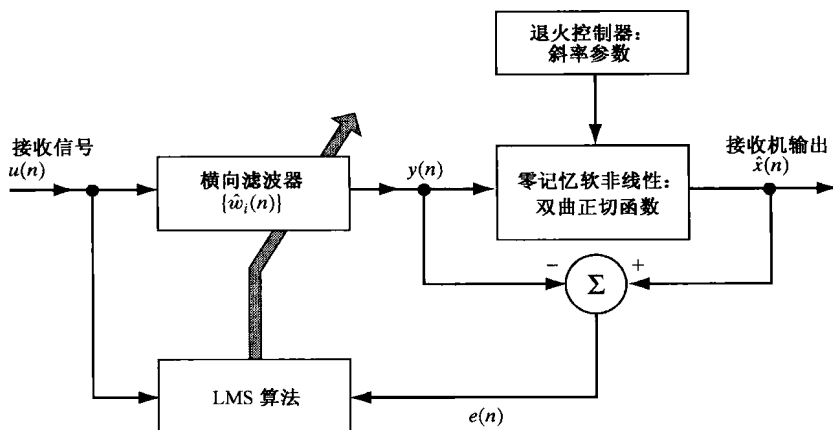 退火控制器：
斜率参数
接收信号
u(n)
横向滤波器
{ŵᵢ(n)}
y(n)
零记忆软非线性：
双曲正切函数
接收机输出
x̂(n)
−
+
Σ
LMS 算法
e(n)